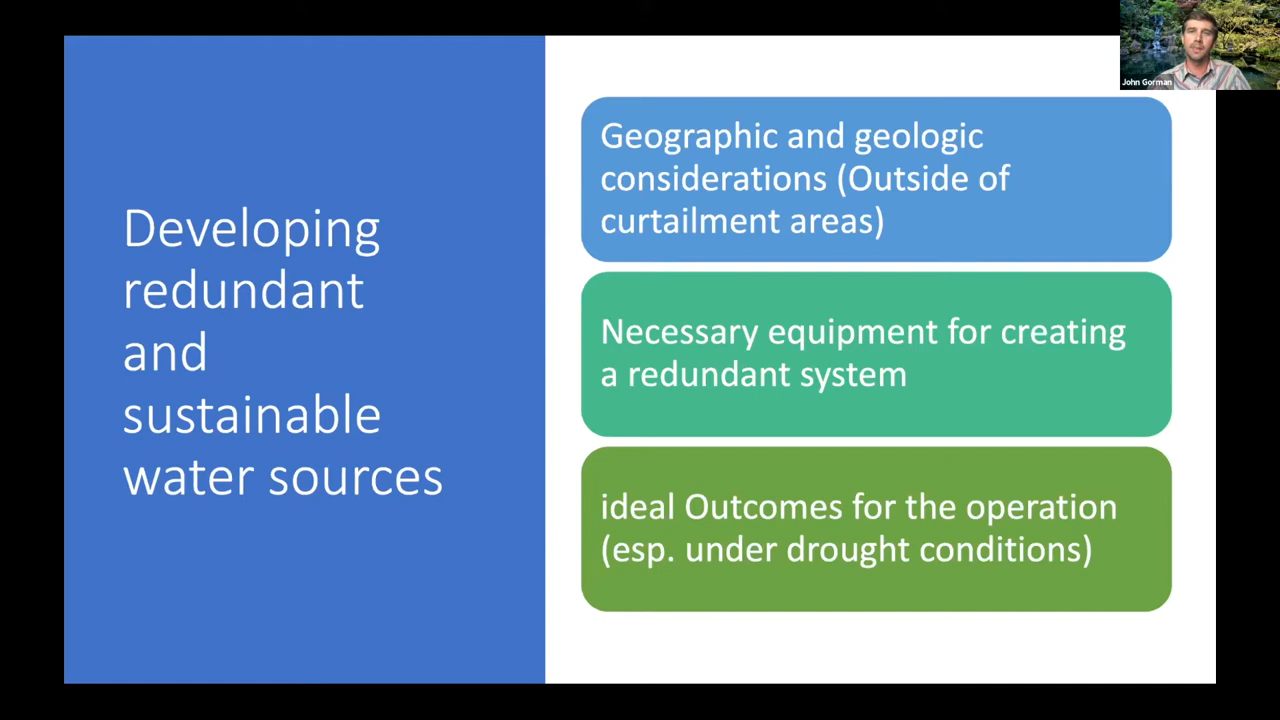 Developing
redundant
and
sustainable
water sources
Geographic and geologic
considerations (Outside of
curtailment areas)
Necessary equipment for creating
a redundant system
ideal Outcomes for the operation
(esp. under drought conditions)
John Gorman